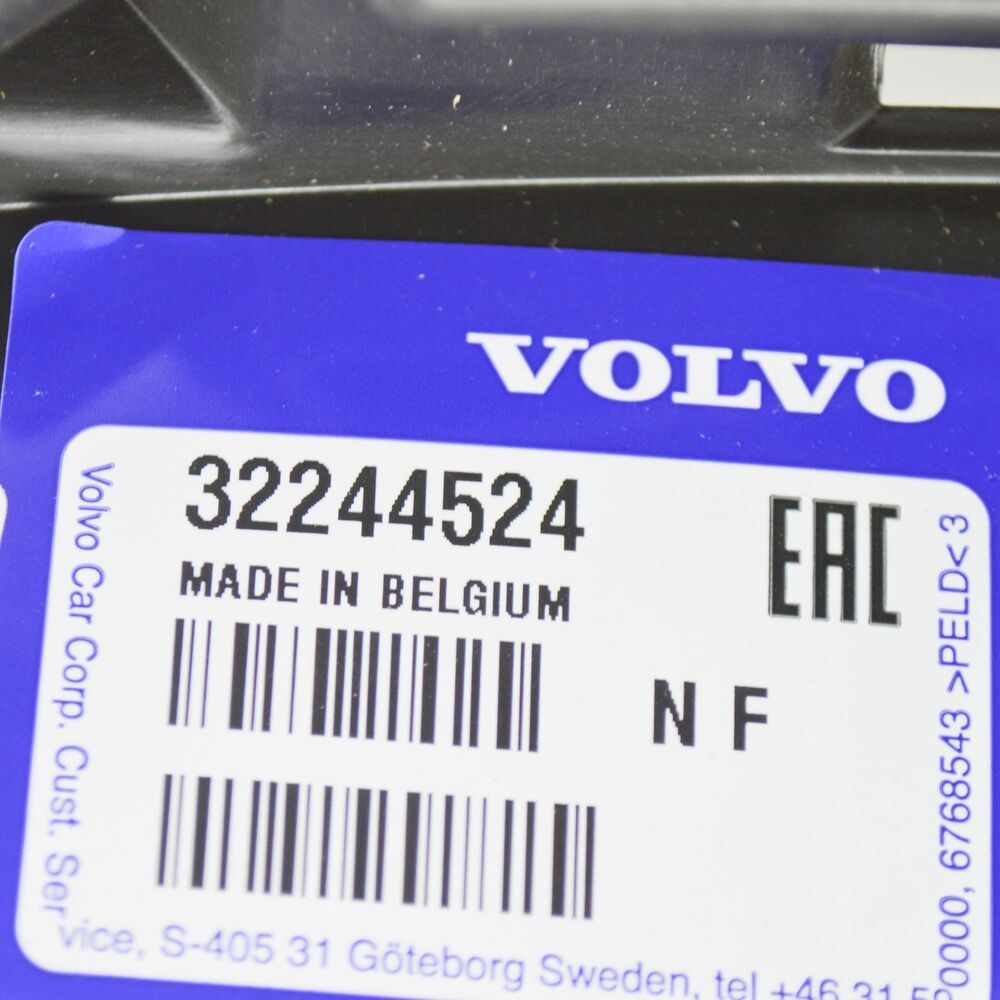 VOLVO
32244524
EAC
MADE IN BELGIUM
N F
Volvo Car Corp. Cust. Service, S-405 31 Göteborg Sweden, tel +46 31
0000, 6768543 >PELD< 3